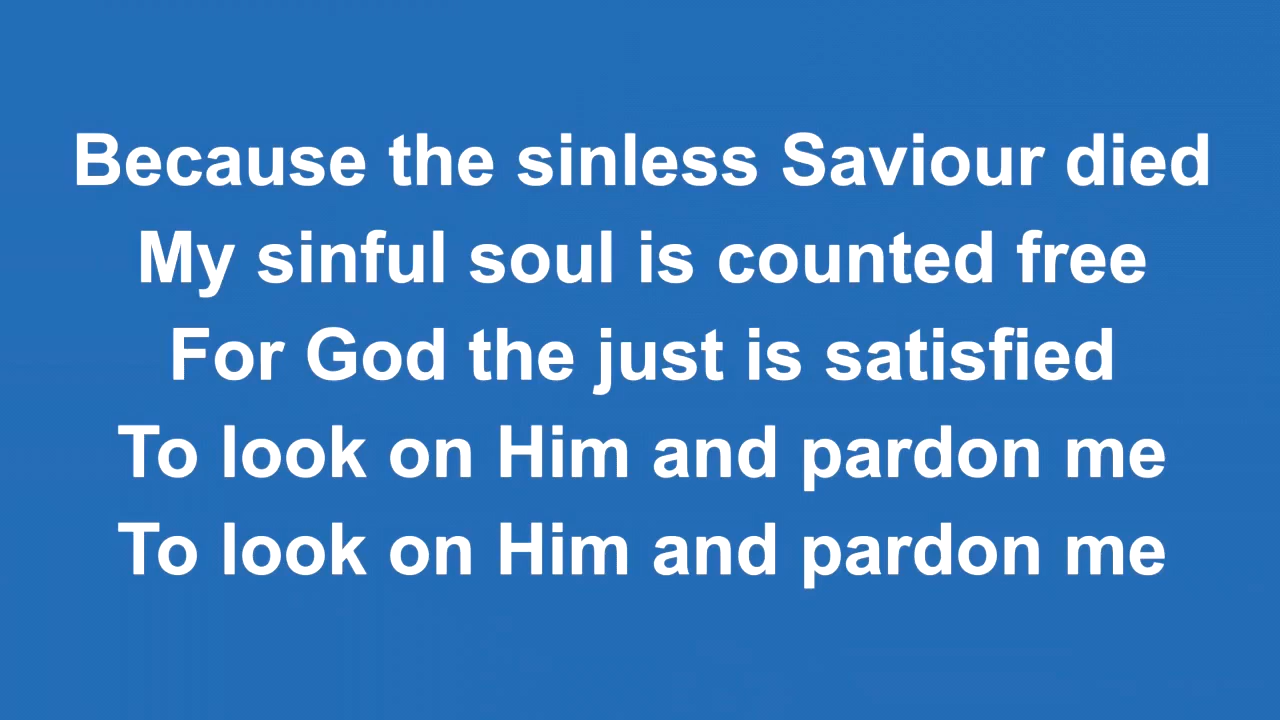 Because the sinless Saviour died
My sinful soul is counted free
For God the just is satisfied
To look on Him and pardon me
To look on Him and pardon me